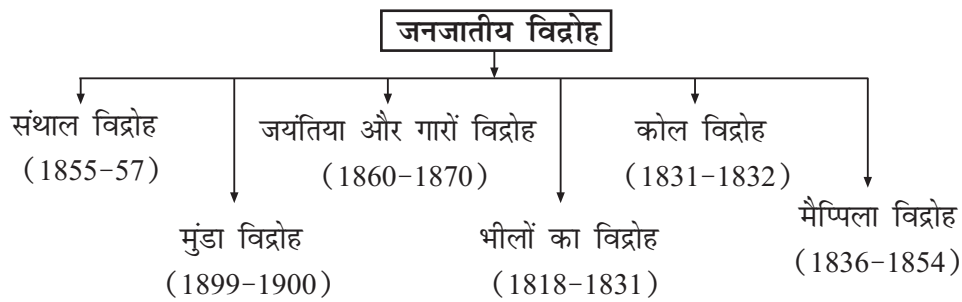 जनजातीय विद्रोह
संथाल विद्रोह
(1855-57)
जयंतिया और गारों विद्रोह
(1860-1870)
कोल विद्रोह
(1831-1832)
मुंडा विद्रोह
(1899-1900)
भीलों का विद्रोह
(1818-1831)
मैप्पिला विद्रोह
(1836-1854)